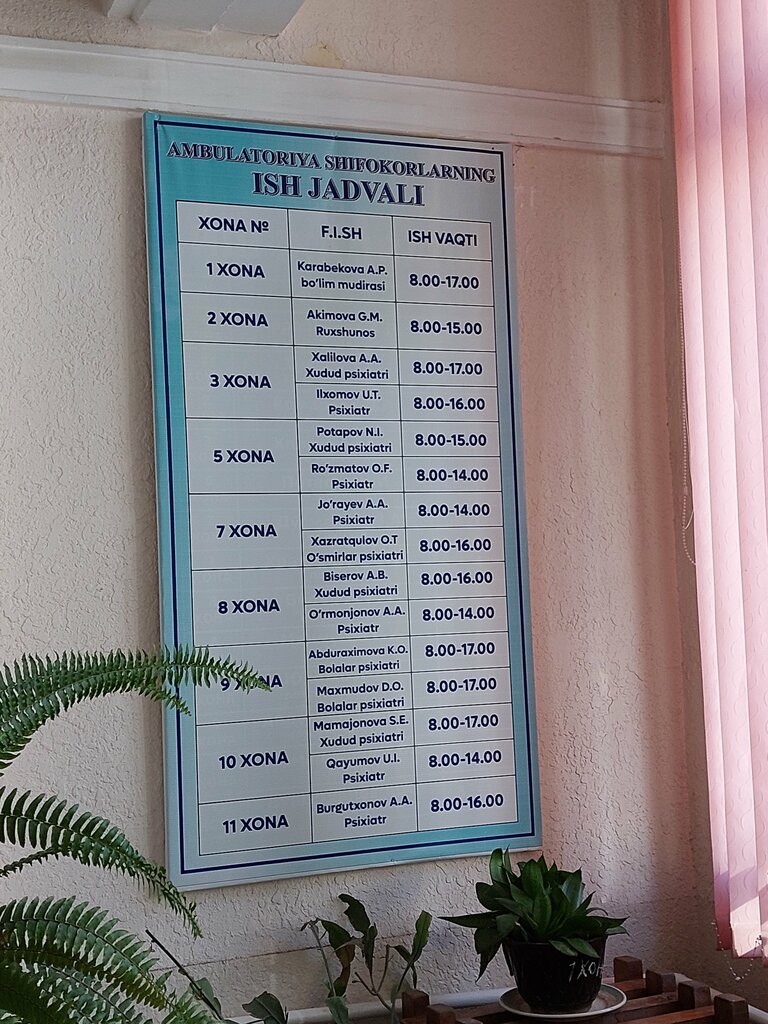 AMBULATORIYA SHIFOKORLARNING
ISH JADVALI
XONA № F.I.SH ISH VAQTI
1 XONA Karabekova A.P. 8.00-17.00
bo'lim mudirasi
2 XONA Akimova G.M. 8.00-15.00
Ruxshunos
3 XONA Xalilova A.A. 8.00-17.00
Xudud psixiatri
Ilxomov U.T. 8.00-16.00
Psixiatr
5 XONA Potapov N.I. 8.00-15.00
Xudud psixiatri
Ro'zmatov O.F. 8.00-14.00
Psixiatr
7 XONA Jo'rayev A.A. 8.00-14.00
Psixiatr
Xazratqulov O.T 8.00-16.00
O'smirlar psixiatri
8 XONA Biserov A.B. 8.00-16.00
Xudud psixiatri
O'rmonjonov A.A. 8.00-14.00
Psixiatr
9 XONA Abduraximova K.O. 8.00-17.00
Bolalar psixiatri
Maxmudov D.O. 8.00-17.00
Bolalar psixiatri
10 XONA Mamajonova S.E. 8.00-17.00
Xudud psixiatri
Qayumov U.I. 8.00-14.00
Psixiatr
11 XONA Burgutxonov A.A. 8.00-16.00
Psixiatr